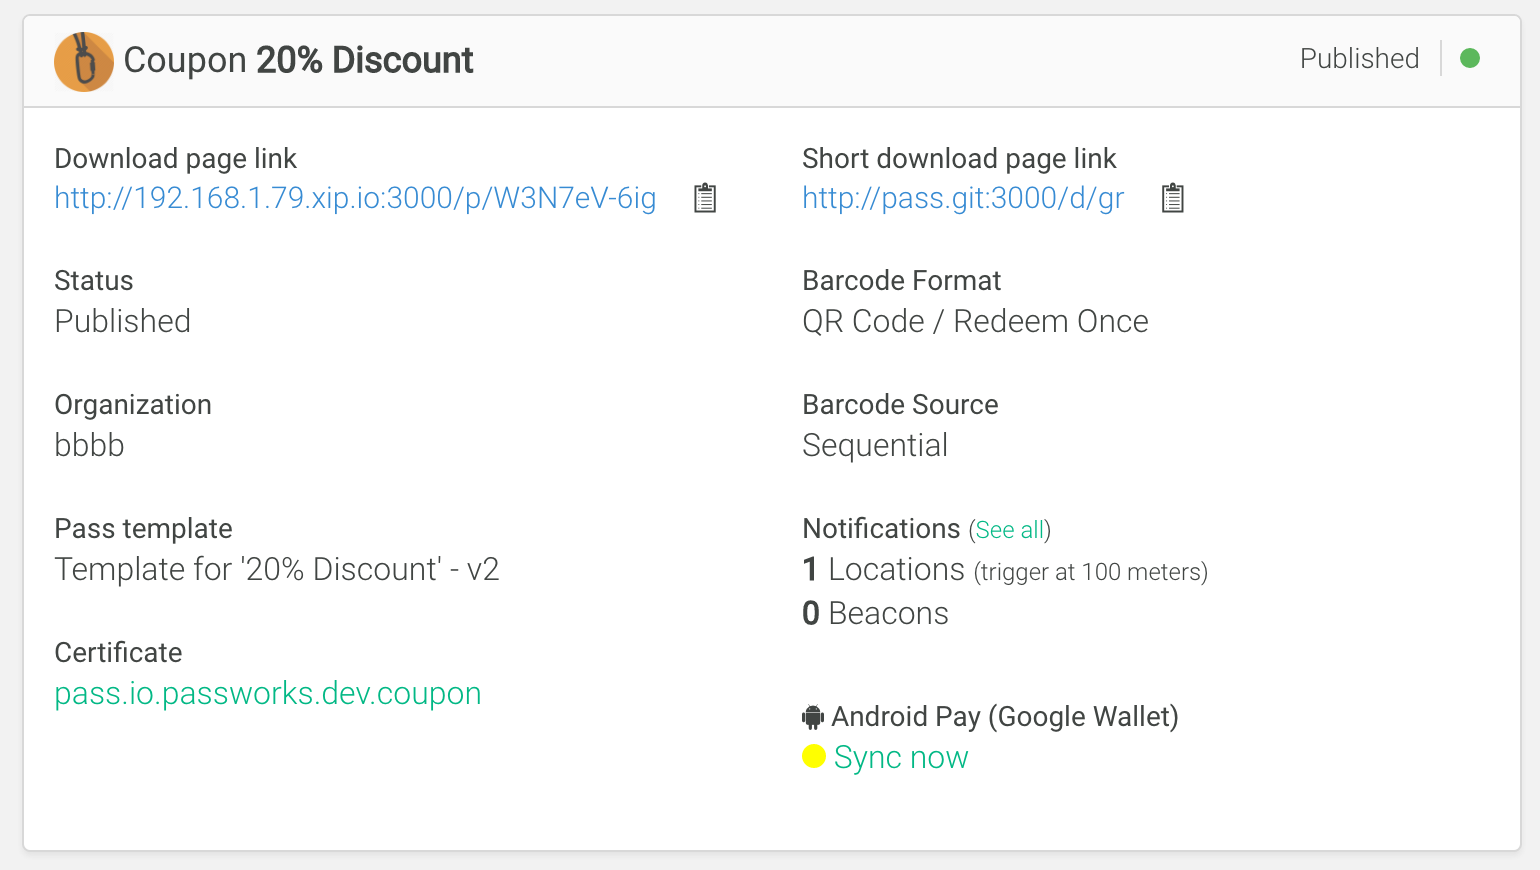 Coupon 20% Discount
Published
Download page link
http://192.168.1.79.xip.io:3000/p/W3N7eV-6ig
Short download page link
http://pass.git:3000/d/gr
Status
Published
Barcode Format
QR Code / Redeem Once
Organization
bbbb
Barcode Source
Sequential
Pass template
Template for '20% Discount' - v2
Notifications (See all)
1 Locations (trigger at 100 meters)
0 Beacons
Certificate
pass.io.passworks.dev.coupon
Android Pay (Google Wallet)
Sync now